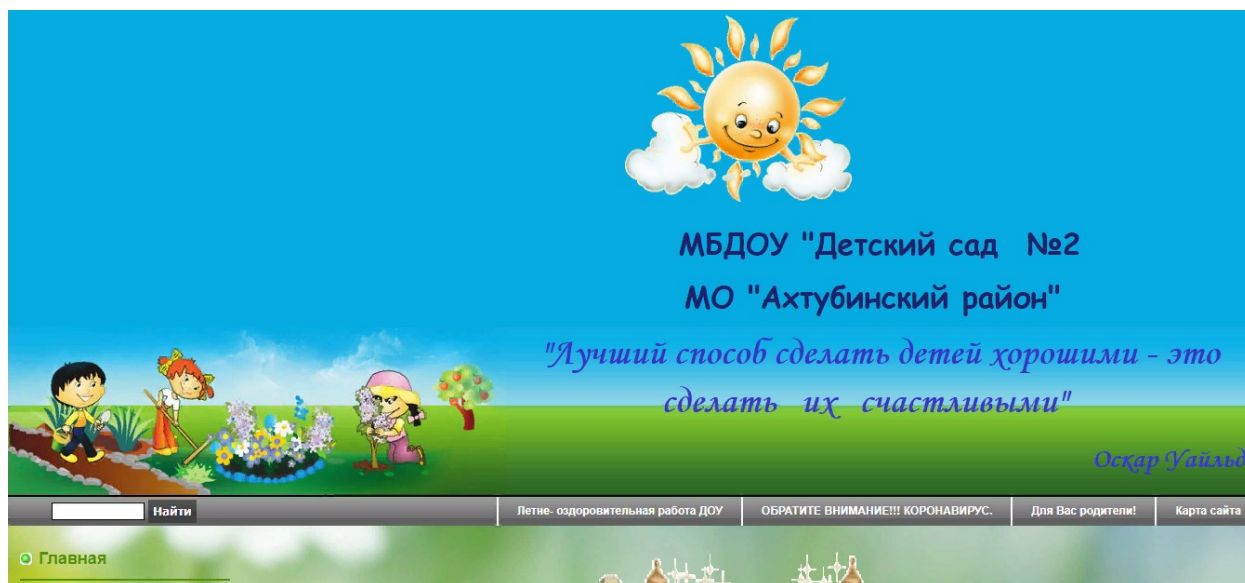 МБДОУ "Детский сад №2
МО "Ахтубинский район"
"Лучший способ сделать детей хорошими - это
сделать их счастливыми"
Оскар Уайльд
Найти
Летне- оздоровительная работа ДОУ
ОБРАТИТЕ ВНИМАНИЕ!!! КОРОНАВИРУС.
Для Вас родители!
Карта сайта
Главная